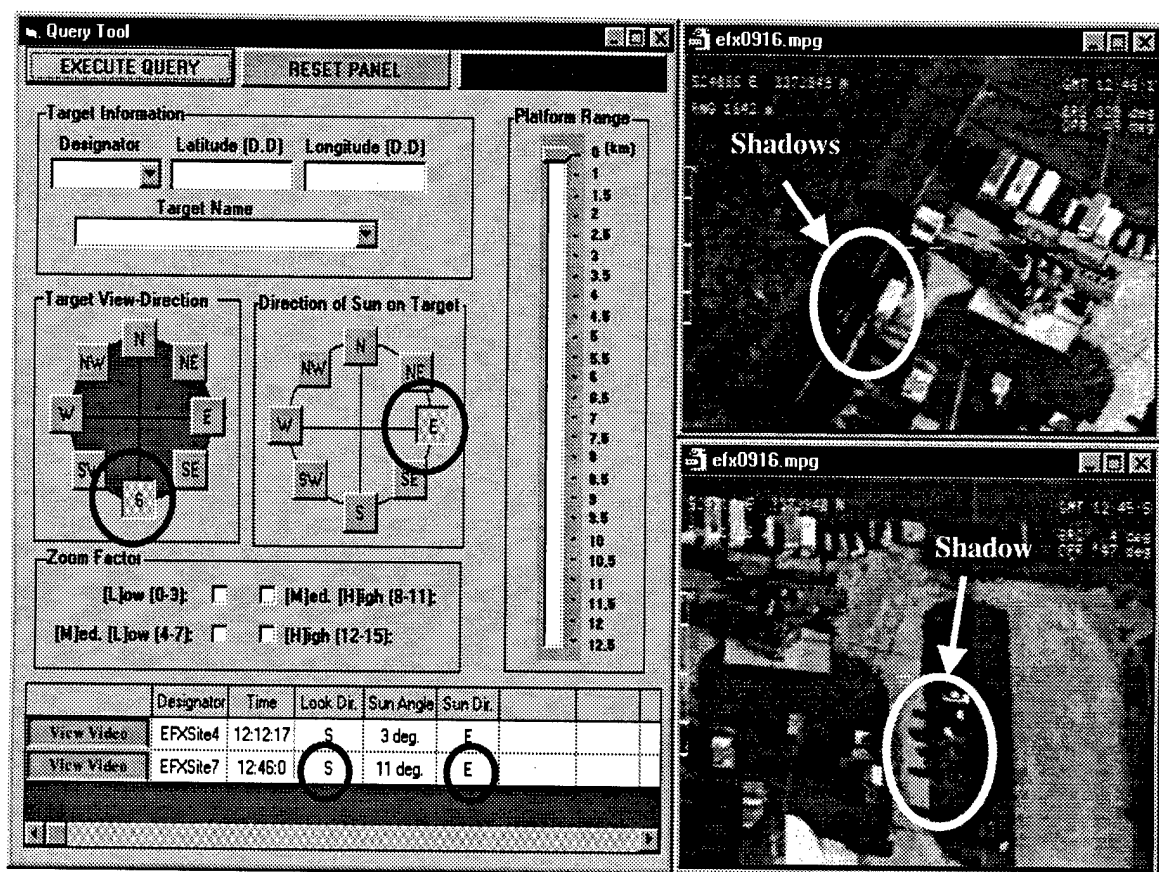 Query Tool
EXECUTE QUERY RESET PANEL
Target Information
Designator Latitude [D.D] Longitude [D.D]
Target Name
Platform Range
0 (km)
1
1.5
2
2.5
3
3.5
4
4.5
5
5.5
6
6.5
7
7.5
8
8.5
9
9.5
10
10.5
11
11.5
12
12.5
Target View-Direction
N
NW NE
W E
SW SE
S
Direction of Sun on Target
N
NW NE
W E
SW SE
S
Zoom Factor
[L]ow (0-3): [M]ed. [H]igh (8-11):
[M]ed. [L]ow (4-7): [H]igh (12-15):
Designator Time Look Dir. Sun Angle Sun Dir.
View Video EFXSite4 12:12:17 S 3 deg. E
View Video EFXSite7 12:46:0 S 11 deg. E
efx0916.mpg
Shadows
efx0916.mpg
Shadow